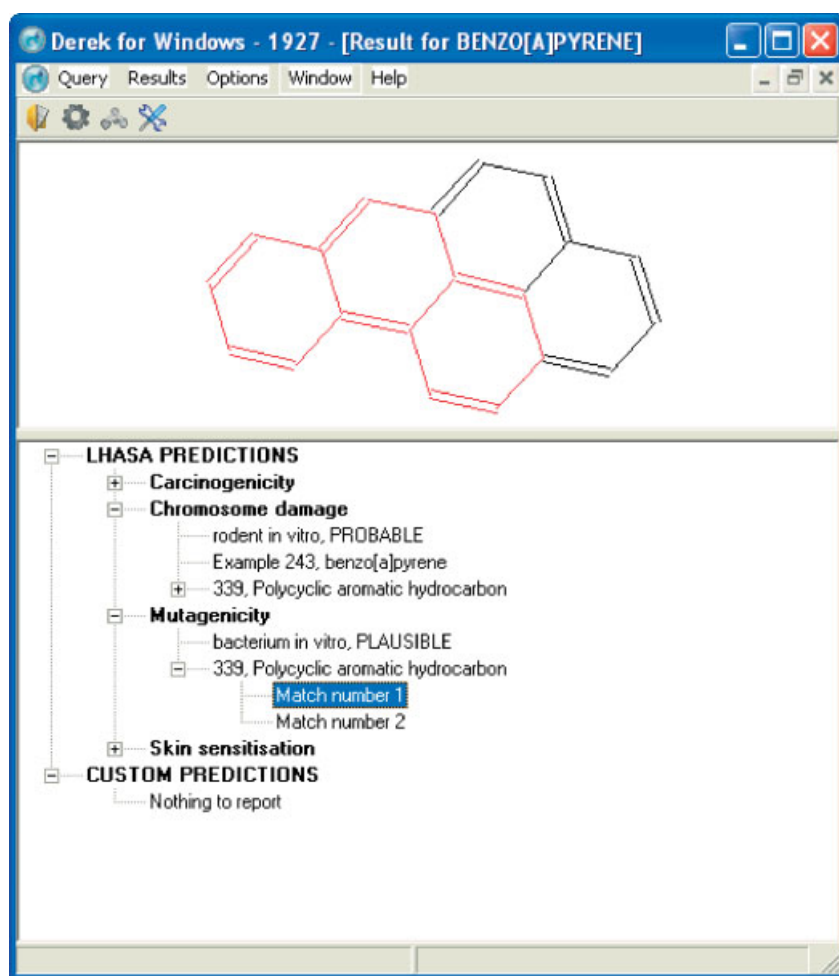 Derek for Windows - 1927 - [Result for BENZO[A]PYRENE]
Query Results Options Window Help
LHASA PREDICTIONS
Carcinogenicity
Chromosome damage
rodent in vitro, PROBABLE
Example 243, benzo[a]pyrene
339, Polycyclic aromatic hydrocarbon
Mutagenicity
bacterium in vitro, PLAUSIBLE
339, Polycyclic aromatic hydrocarbon
Match number 1
Match number 2
Skin sensitisation
CUSTOM PREDICTIONS
Nothing to report